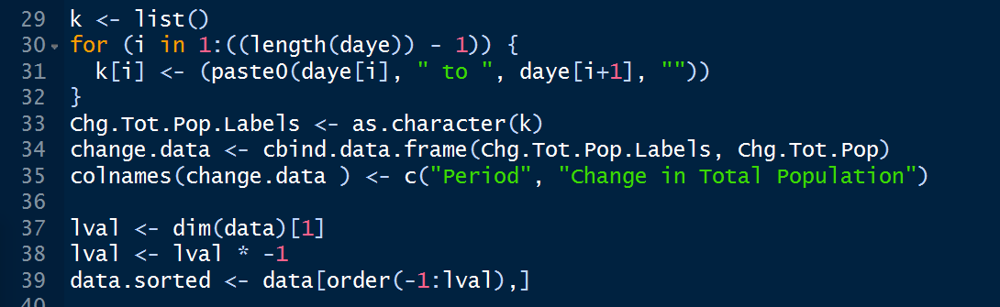 29 k <- list()
30 for (i in 1:((length(daye)) - 1)) {
31 k[i] <- (paste0(daye[i], " to ", daye[i+1], ""))
32 }
33 Chg.Tot.Pop.Labels <- as.character(k)
34 change.data <- cbind.data.frame(Chg.Tot.Pop.Labels, Chg.Tot.Pop)
35 colnames(change.data ) <- c("Period", "Change in Total Population")
36
37 lval <- dim(data)[1]
38 lval <- lval * -1
39 data.sorted <- data[order(-1:lval),]
40